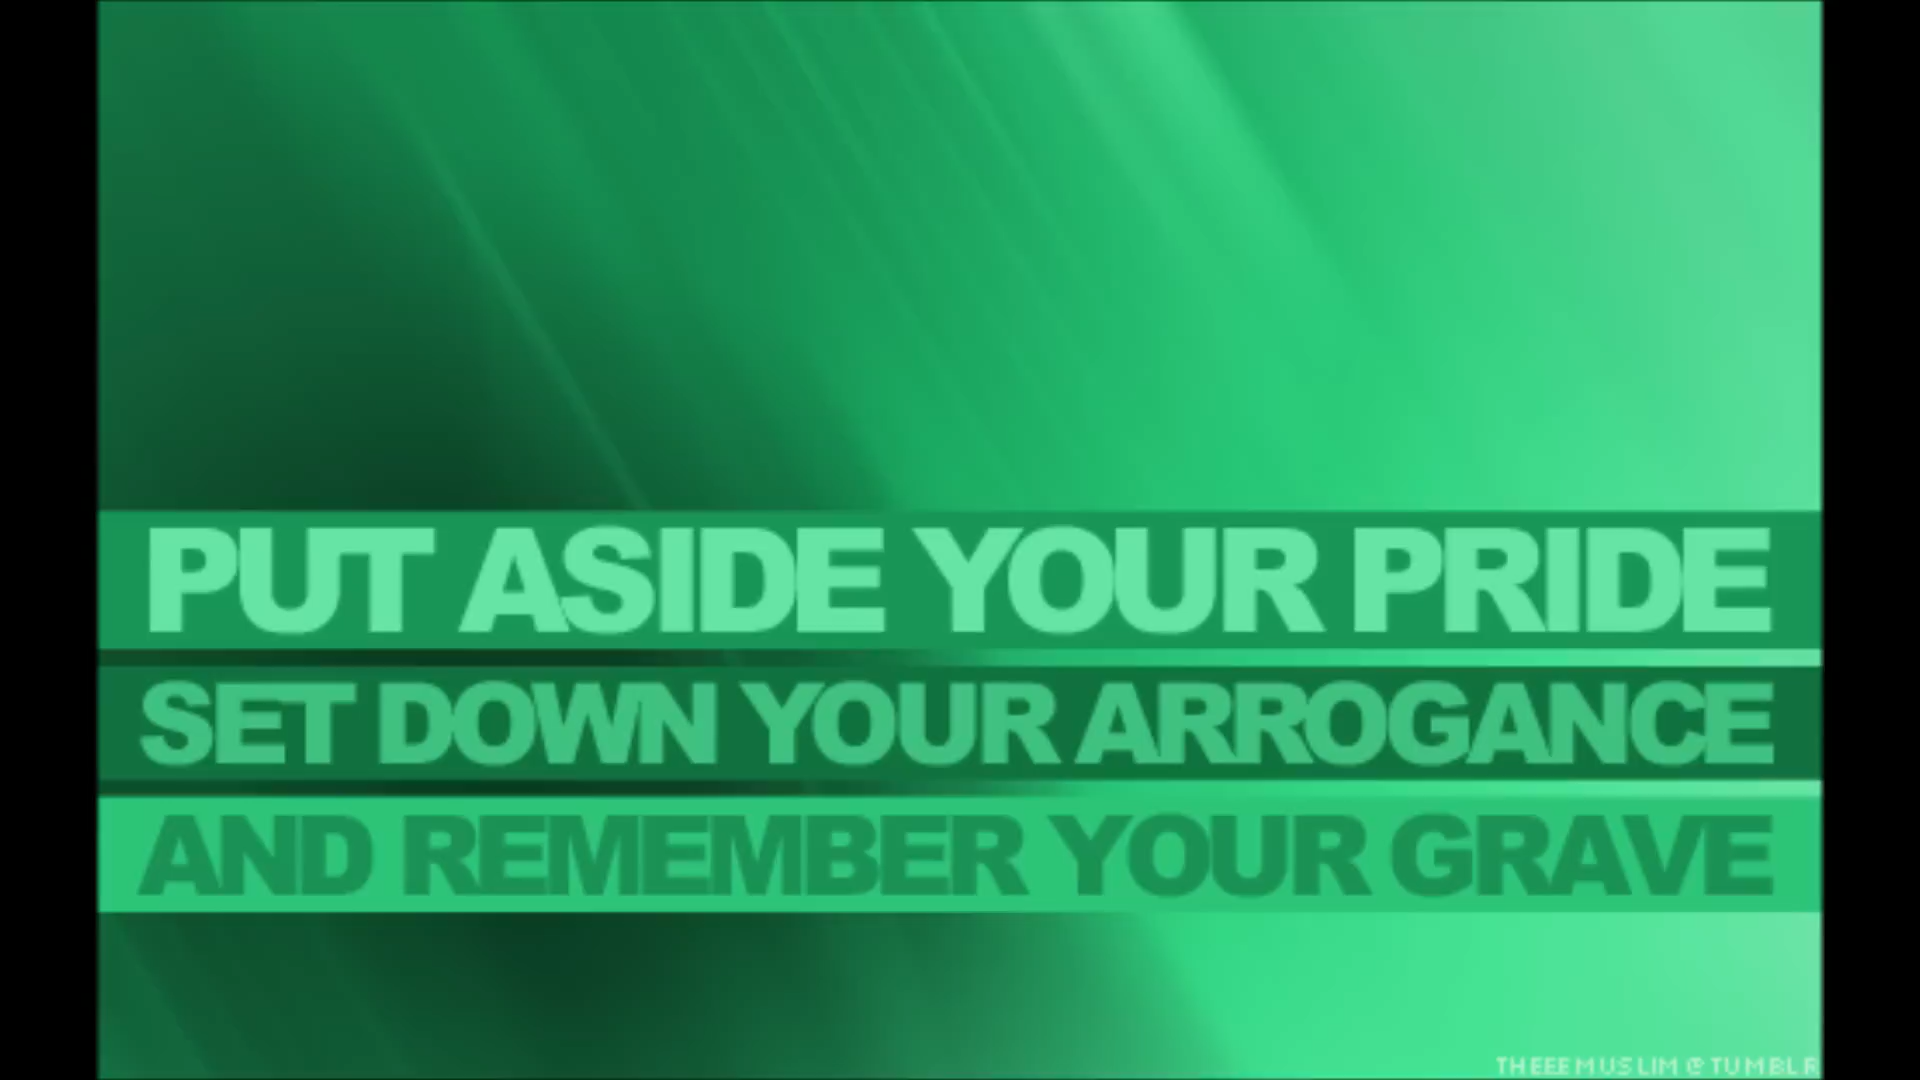 PUT ASIDE YOUR PRIDE
SET DOWN YOUR ARROGANCE
AND REMEMBER YOUR GRAVE
THEEEMUSLIM@TUMBLR